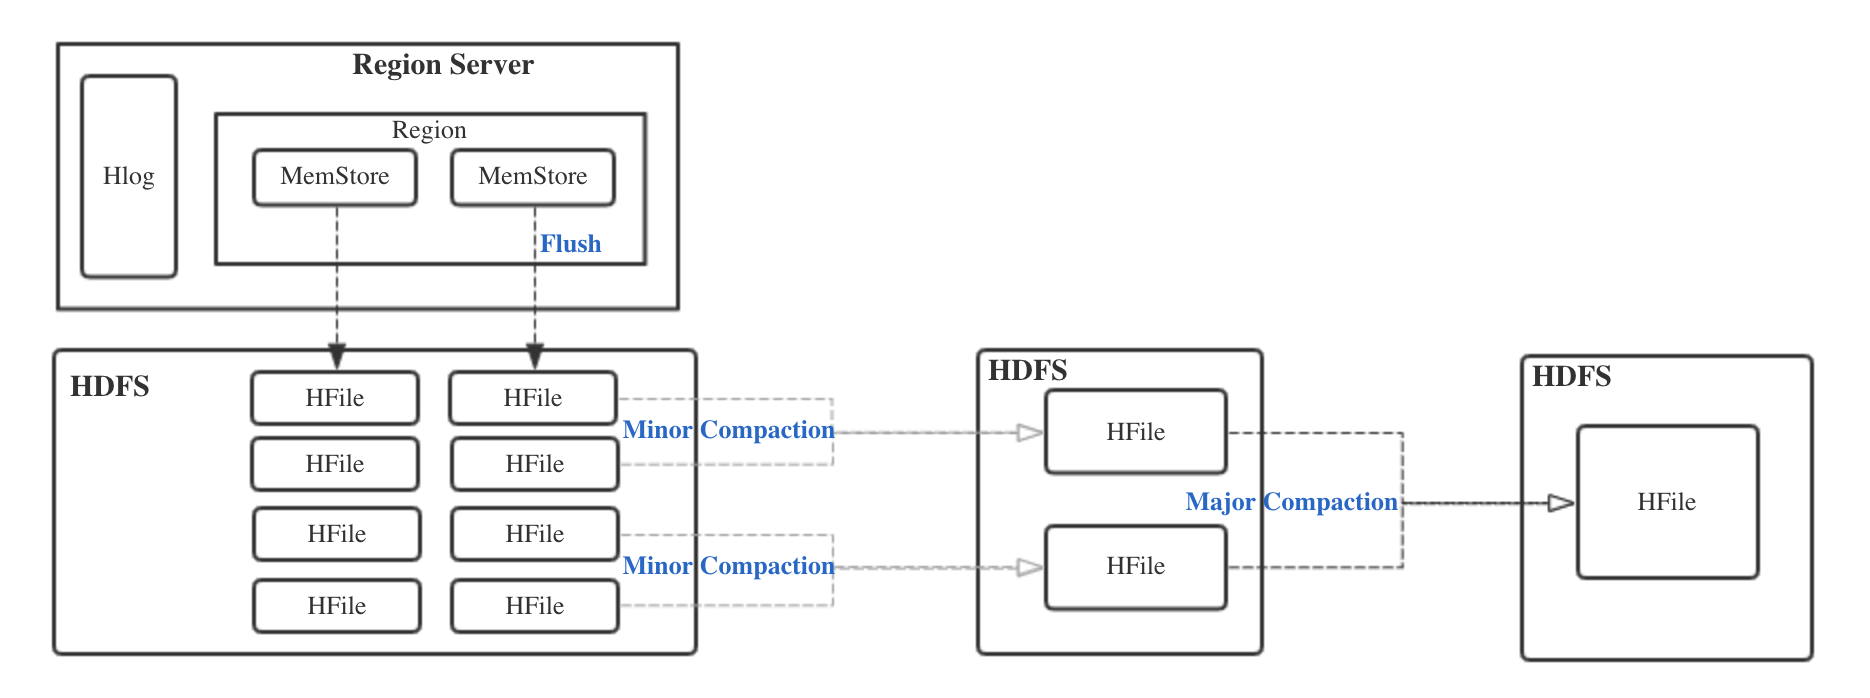 Region Server
Region
Hlog
MemStore
MemStore
Flush
HDFS
HFile
HFile
HFile
HFile
HFile
HFile
HFile
HFile
Minor Compaction
Minor Compaction
HDFS
HFile
HFile
Major Compaction
HDFS
HFile